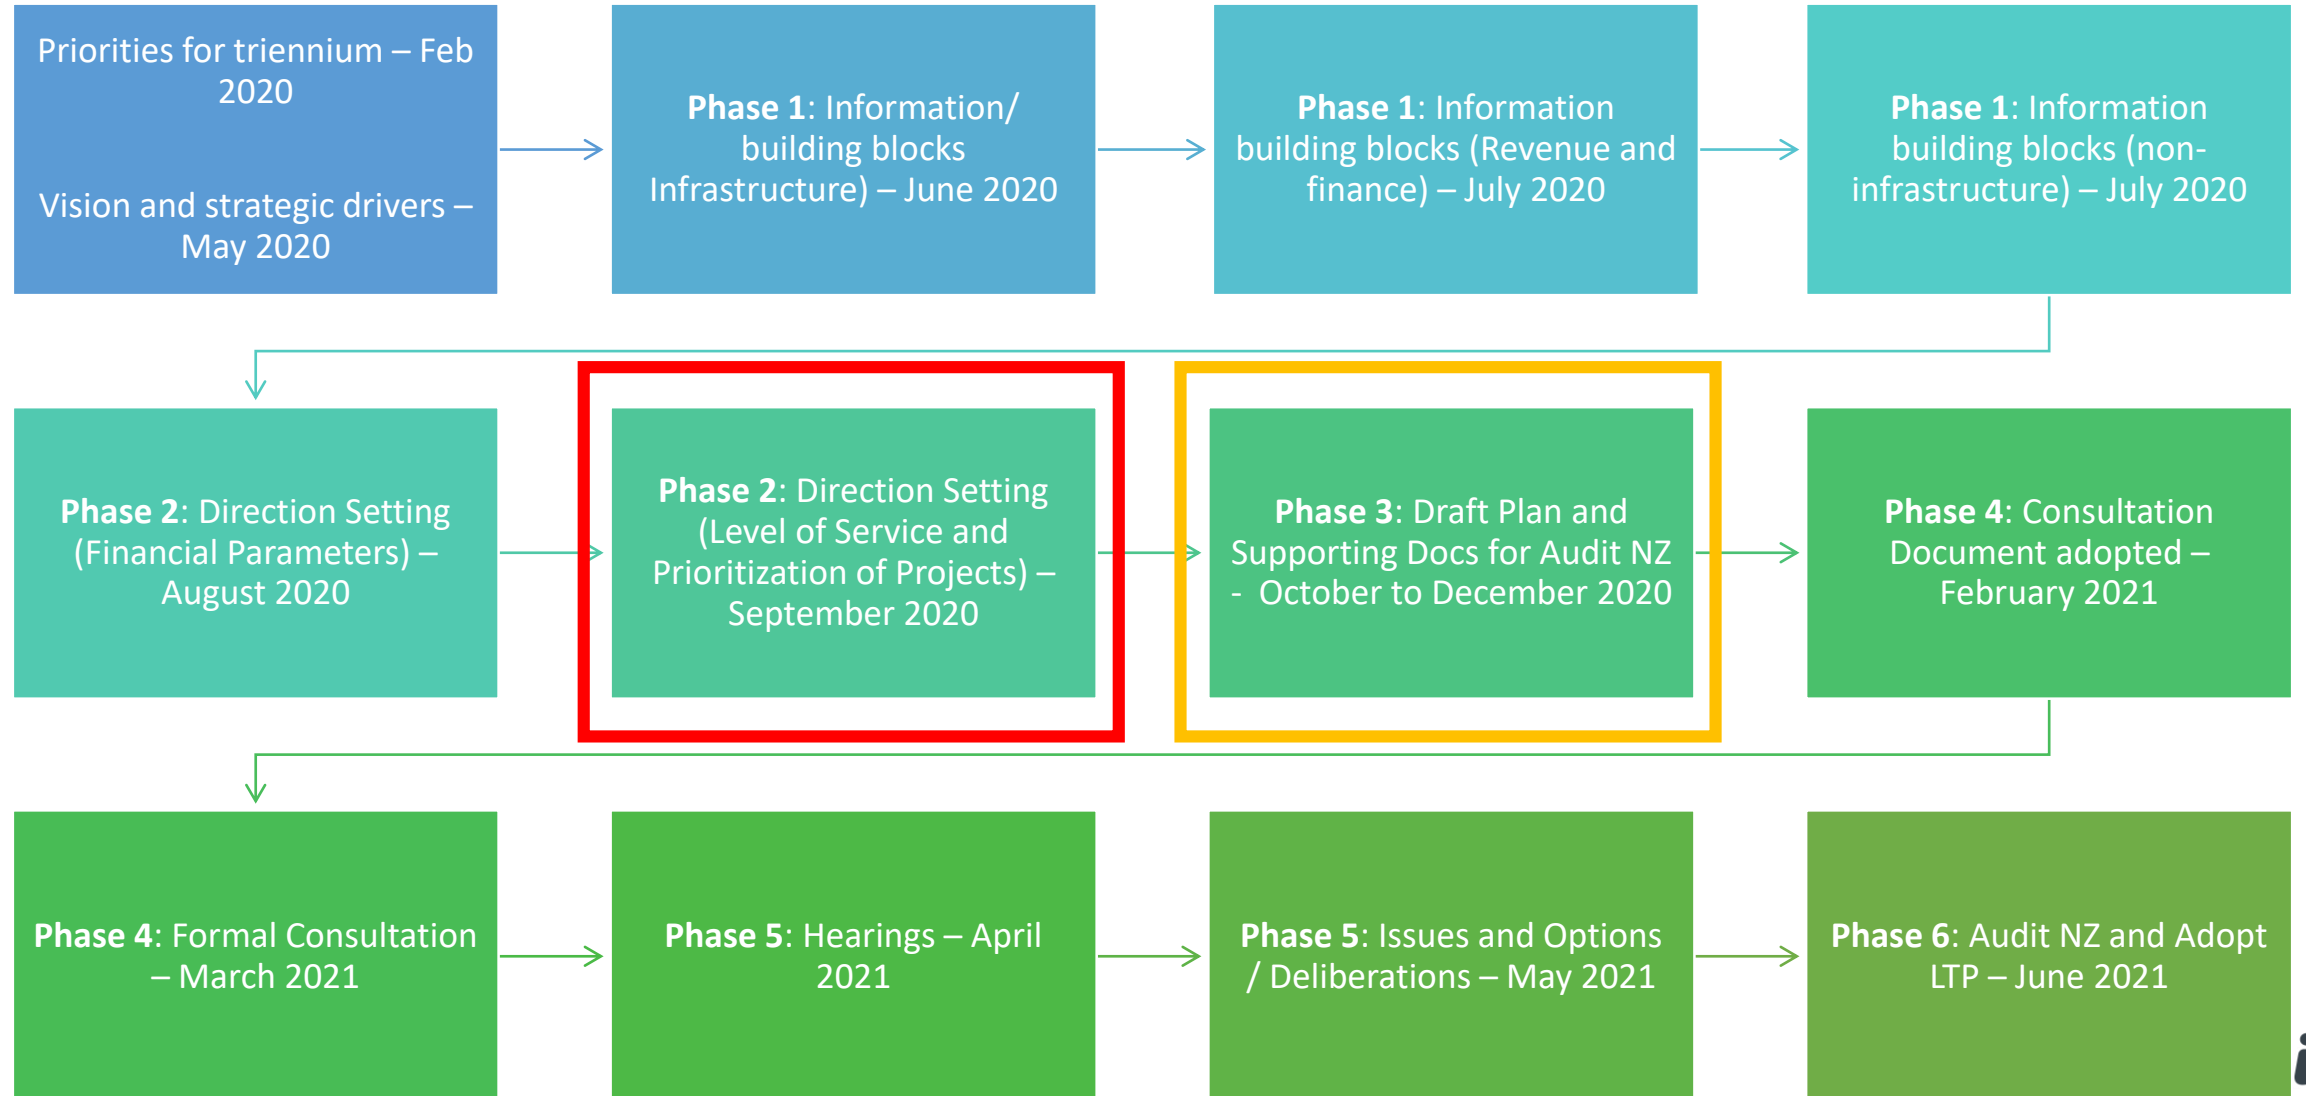 Priorities for triennium – Feb
2020
Vision and strategic drivers –
May 2020
Phase 1: Information/
building blocks
Infrastructure) – June 2020
Phase 1: Information
building blocks (Revenue and
finance) – July 2020
Phase 1: Information
building blocks (non-
infrastructure) – July 2020
Phase 2: Direction Setting
(Financial Parameters) –
August 2020
Phase 2: Direction Setting
(Level of Service and
Prioritization of Projects) –
September 2020
Phase 3: Draft Plan and
Supporting Docs for Audit NZ
- October to December 2020
Phase 4: Consultation
Document adopted –
February 2021
Phase 4: Formal Consultation
– March 2021
Phase 5: Hearings – April
2021
Phase 5: Issues and Options
/ Deliberations – May 2021
Phase 6: Audit NZ and Adopt
LTP – June 2021